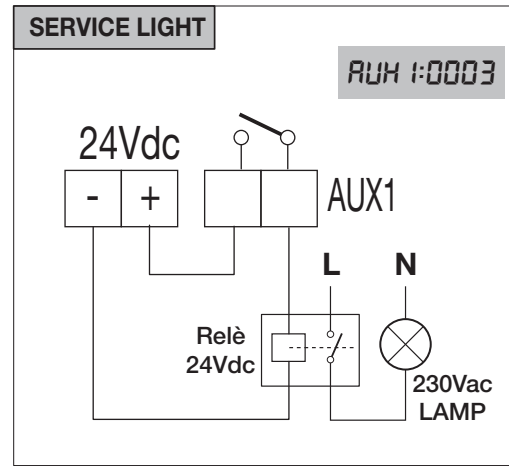 SERVICE LIGHT
AUX 1:0003
24Vdc
- +
AUX1
L N
Relè
24Vdc
230Vac
LAMP